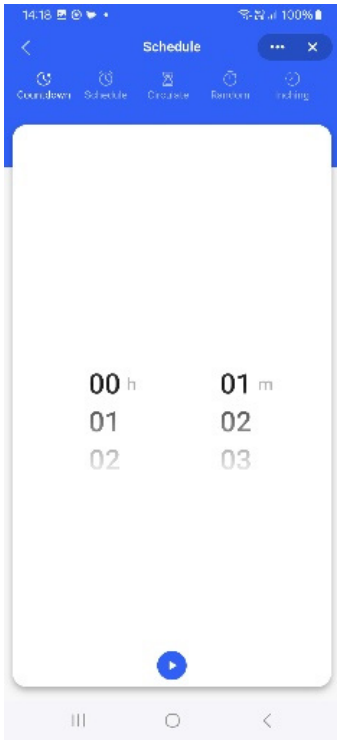 14:18 100%
Schedule
Countdown Schedule Circulate Random Inching
00 h 01 m
01 02
02 03